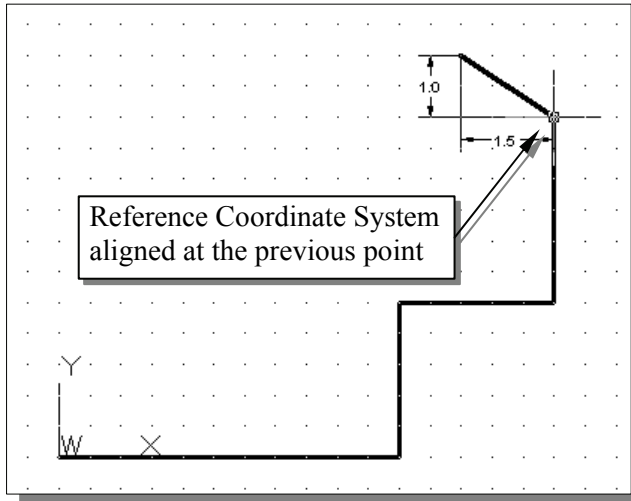 1.0
1.5
Reference Coordinate System
aligned at the previous point
Y
W
X